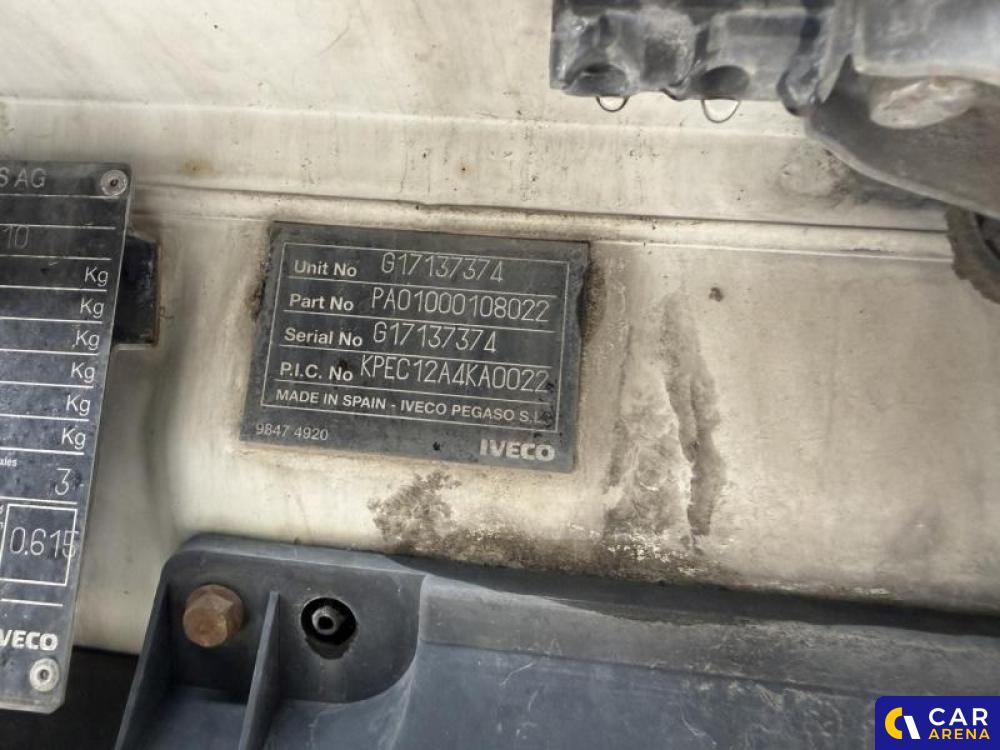 S AG
10
Kg
Kg
Kg
Kg
Kg
Kg
3
0.615
IVECO
Unit No G17137374
Part No PA01000108022
Serial No G17137374
P.I.C. No KPEC12A4KA0022
MADE IN SPAIN - IVECO PEGASO S.L.
9847 4920
IVECO
CAR
ARENA